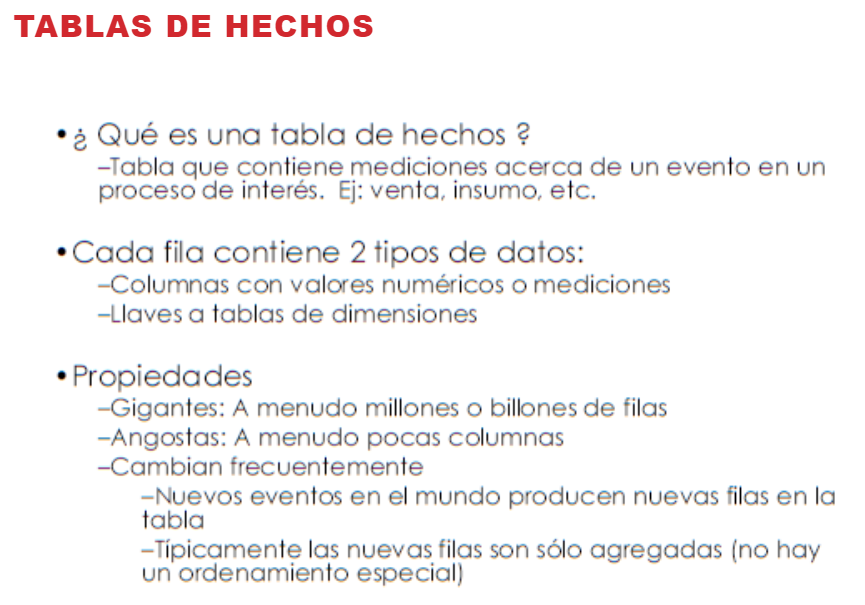 TABLAS DE HECHOS
•¿ Qué es una tabla de hechos ?
–Tabla que contiene mediciones acerca de un evento en un
proceso de interés. Ej: venta, insumo, etc.
•Cada fila contiene 2 tipos de datos:
–Columnas con valores numéricos o mediciones
–Llaves a tablas de dimensiones
•Propiedades
–Gigantes: A menudo millones o billones de filas
–Angostas: A menudo pocas columnas
–Cambian frecuentemente
–Nuevos eventos en el mundo producen nuevas filas en la
tabla
–Típicamente las nuevas filas son sólo agregadas (no hay
un ordenamiento especial)